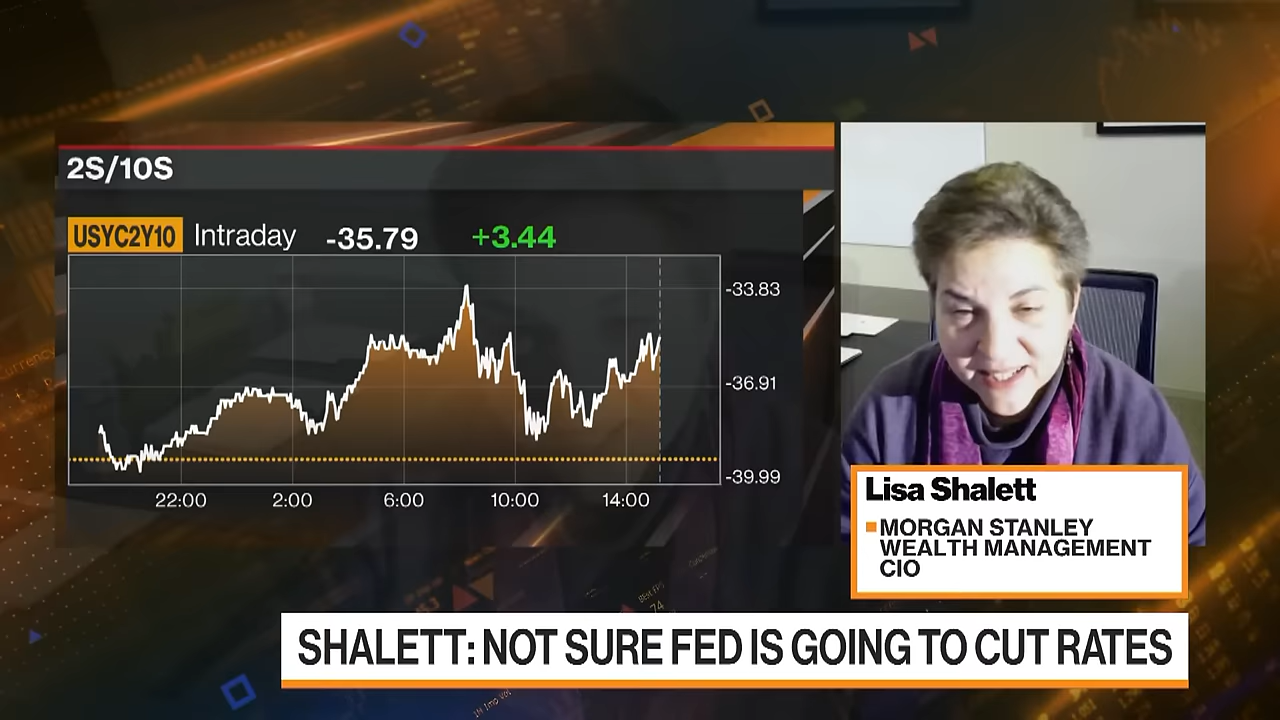 2S/10S
USYC2Y10 Intraday -35.79 +3.44
-33.83
-36.91
-39.99
22:00 2:00 6:00 10:00 14:00
Lisa Shalett
MORGAN STANLEY
WEALTH MANAGEMENT
CIO
SHALETT: NOT SURE FED IS GOING TO CUT RATES